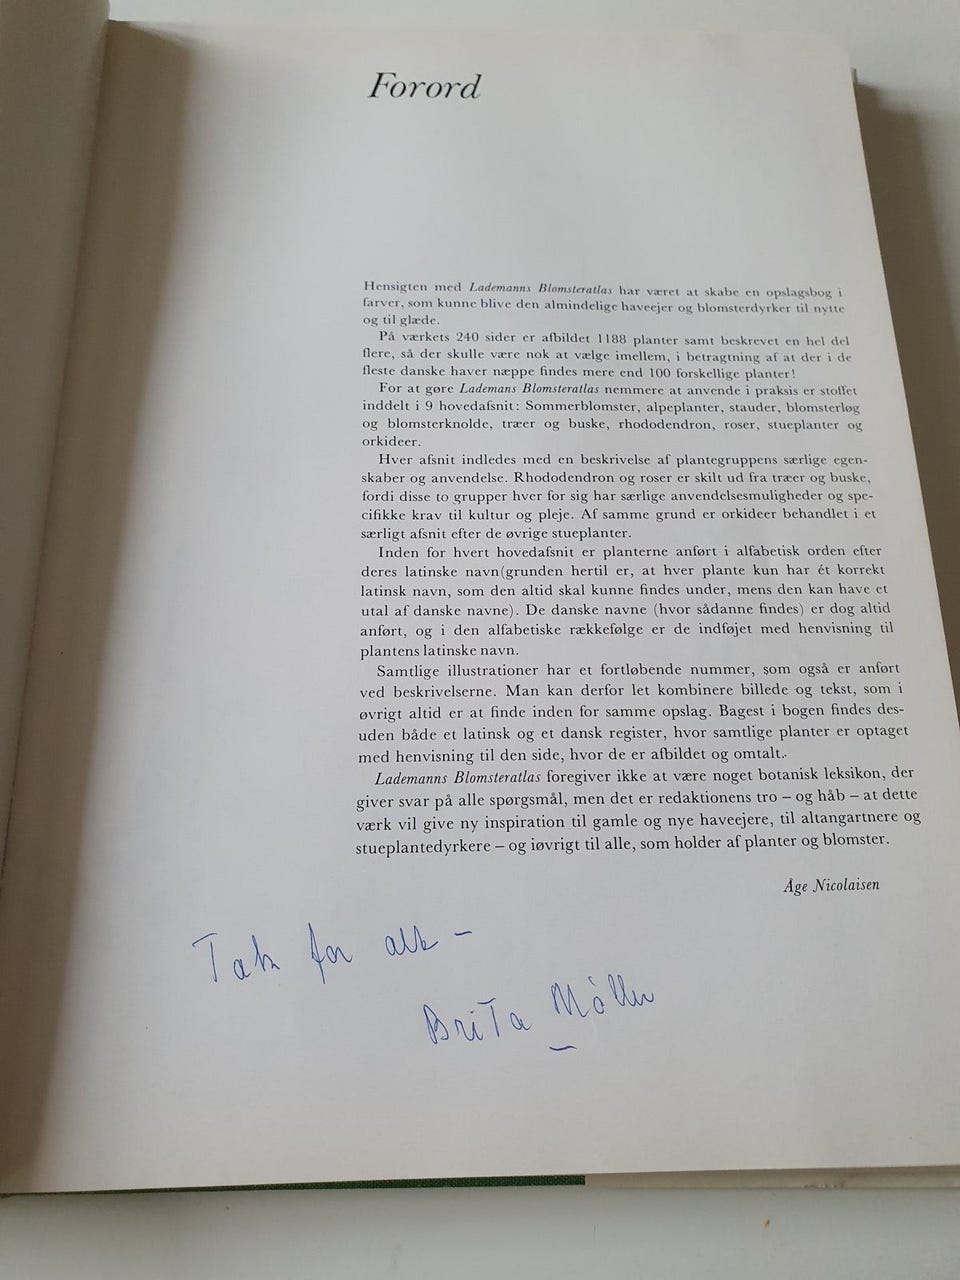 Forord
Hensigten med Lademanns Blomsteratlas har været at skabe en opslagsbog i
farver, som kunne blive den almindelige haveejer og blomsterdyrker til nytte
og til glæde.
På værkets 240 sider er afbildet 1188 planter samt beskrevet en hel del
flere, så der skulle være nok at vælge imellem, i betragtning af at der i de
fleste danske haver næppe findes mere end 100 forskellige planter!
For at gøre Lademans Blomsteratlas nemmere at anvende i praksis er stoffet
inddelt i 9 hovedafsnit: Sommerblomster, alpeplanter, stauder, blomsterløg
og blomsterknolde, træer og buske, rhododendron, roser, stueplanter og
orkideer.
Hver afsnit indledes med en beskrivelse af plantegruppens særlige egen-
skaber og anvendelse. Rhododendron og roser er skilt ud fra træer og buske,
fordi disse to grupper hver for sig har særlige anvendelsesmuligheder og spe-
cifikke krav til kultur og pleje. Af samme grund er orkideer behandlet i et
særligt afsnit efter de øvrige stueplanter.
Inden for hvert hovedafsnit er planterne anført i alfabetisk orden efter
deres latinske navn(grunden hertil er, at hver plante kun har ét korrekt
latinsk navn, som den altid skal kunne findes under, mens den kan have et
utal af danske navne). De danske navne (hvor sådanne findes) er dog altid
anført, og i den alfabetiske rækkefølge er de indføjet med henvisning til
plantens latinske navn.
Samtlige illustrationer har et fortløbende nummer, som også er anført
ved beskrivelserne. Man kan derfor let kombinere billede og tekst, som i
øvrigt altid er at finde inden for samme opslag. Bagest i bogen findes des-
uden både et latinsk og et dansk register, hvor samtlige planter er optaget
med henvisning til den side, hvor de er afbildet og omtalt.
Lademanns Blomsteratlas foregiver ikke at være noget botanisk leksikon, der
giver svar på alle spørgsmål, men det er redaktionens tro – og håb – at dette
værk vil give ny inspiration til gamle og nye haveejere, til altangartnere og
stueplantedyrkere – og iøvrigt til alle, som holder af planter og blomster.
Åge Nicolaisen
Tak for alt –
Brita Möller